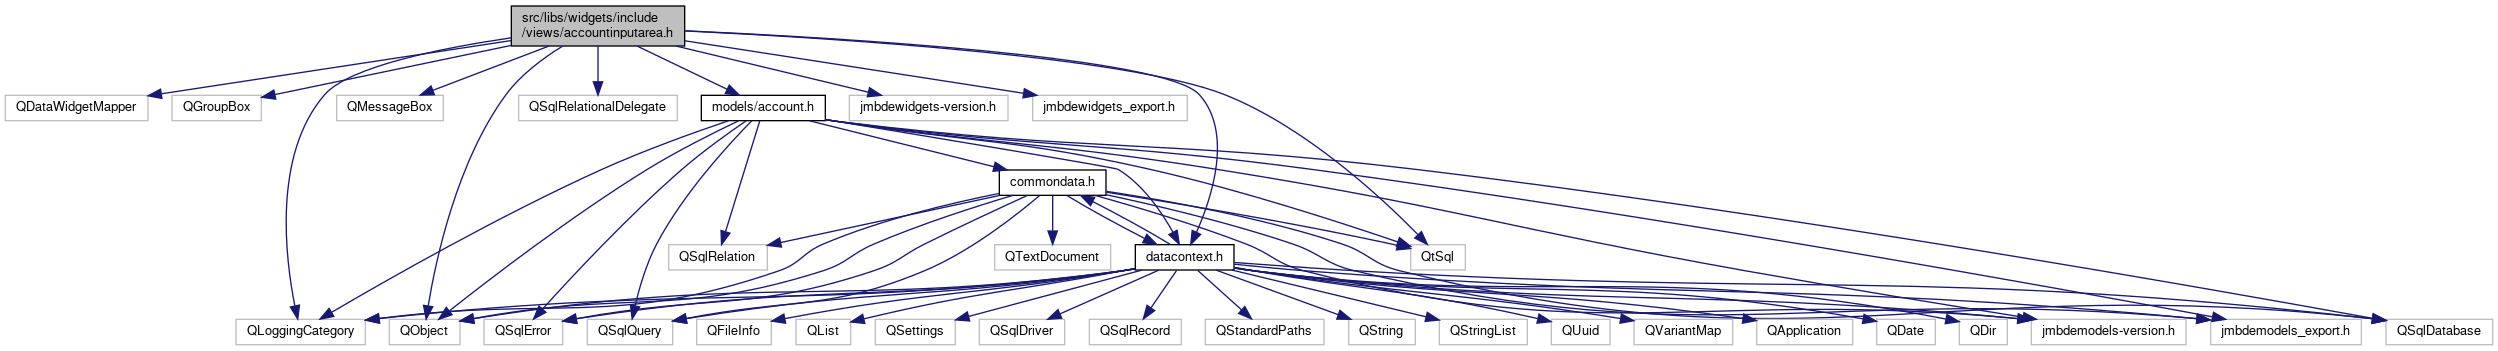 src/libs/widgets/include
/views/accountinputarea.h
QDataWidgetMapper
QGroupBox
QMessageBox
QSqlRelationalDelegate
models/account.h
jmbdewidgets-version.h
jmbdewidgets_export.h
commondata.h
QSqlRelation
QTextDocument
datacontext.h
QtSql
QLoggingCategory
QObject
QSqlError
QSqlQuery
QFileInfo
QList
QSettings
QSqlDriver
QSqlRecord
QStandardPaths
QString
QStringList
QUuid
QVariantMap
QApplication
QDate
QDir
jmbdemodels-version.h
jmbdemodels_export.h
QSqlDatabase